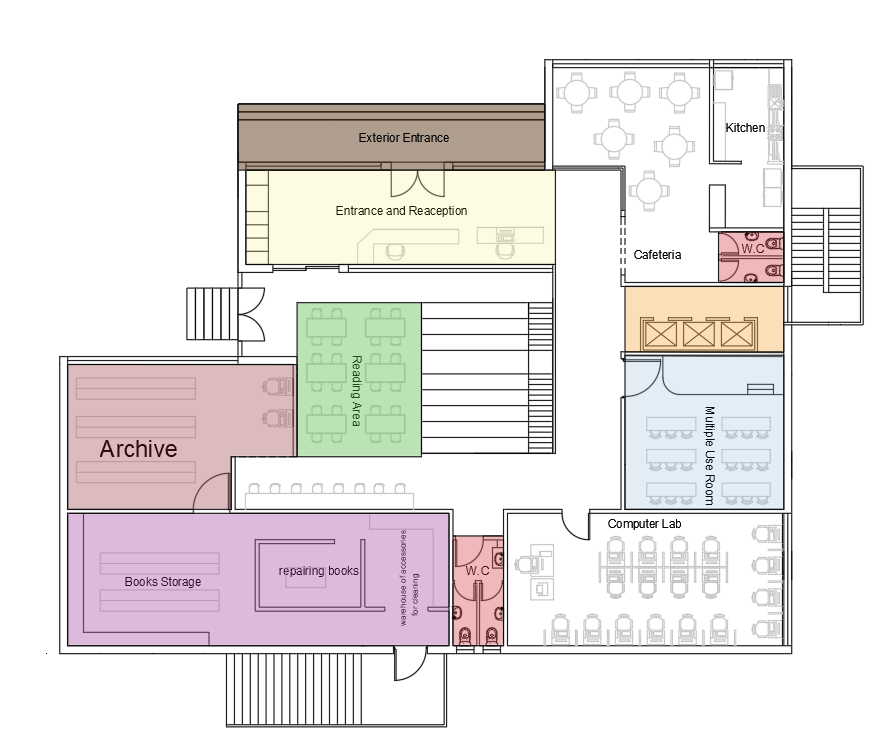 Exterior Entrance
Kitchen
Entrance and Reaception
W.C
Cafeteria
Reading Area
Archive
Multiple Use Room
Computer Lab
Books Storage
repairing books
warehouse of accessories
for cleaning
W.C